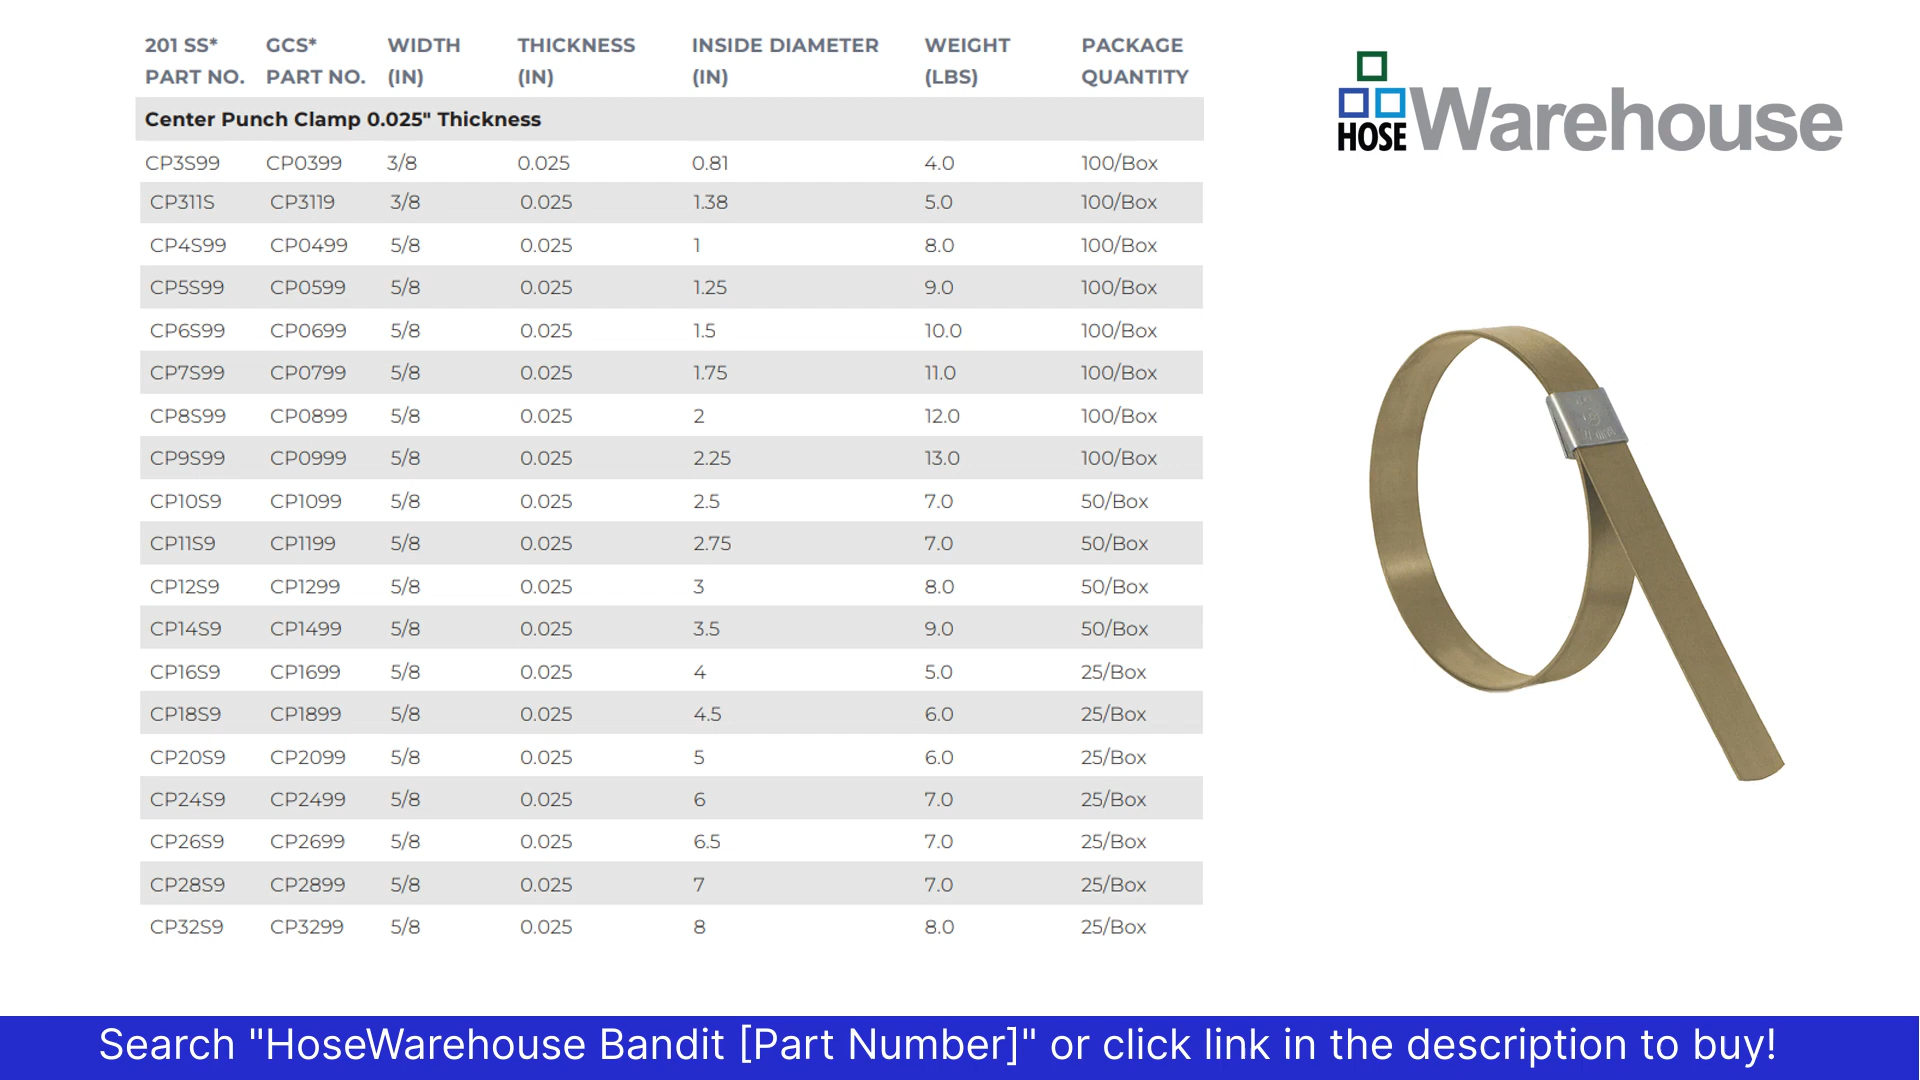 201 SS* GCS* WIDTH THICKNESS INSIDE DIAMETER WEIGHT PACKAGE
PART NO. PART NO. (IN) (IN) (IN) (LBS) QUANTITY
Center Punch Clamp 0.025" Thickness
CP3S99 CP0399 3/8 0.025 0.81 4.0 100/Box
CP311S CP3119 3/8 0.025 1.38 5.0 100/Box
CP4S99 CP0499 5/8 0.025 1 8.0 100/Box
CP5S99 CP0599 5/8 0.025 1.25 9.0 100/Box
CP6S99 CP0699 5/8 0.025 1.5 10.0 100/Box
CP7S99 CP0799 5/8 0.025 1.75 11.0 100/Box
CP8S99 CP0899 5/8 0.025 2 12.0 100/Box
CP9S99 CP0999 5/8 0.025 2.25 13.0 100/Box
CP10S9 CP1099 5/8 0.025 2.5 7.0 50/Box
CP11S9 CP1199 5/8 0.025 2.75 7.0 50/Box
CP12S9 CP1299 5/8 0.025 3 8.0 50/Box
CP14S9 CP1499 5/8 0.025 3.5 9.0 50/Box
CP16S9 CP1699 5/8 0.025 4 5.0 25/Box
CP18S9 CP1899 5/8 0.025 4.5 6.0 25/Box
CP20S9 CP2099 5/8 0.025 5 6.0 25/Box
CP24S9 CP2499 5/8 0.025 6 7.0 25/Box
CP26S9 CP2699 5/8 0.025 6.5 7.0 25/Box
CP28S9 CP2899 5/8 0.025 7 7.0 25/Box
CP32S9 CP3299 5/8 0.025 8 8.0 25/Box
HOSE Warehouse
Search "HoseWarehouse Bandit [Part Number]" or click link in the description to buy!